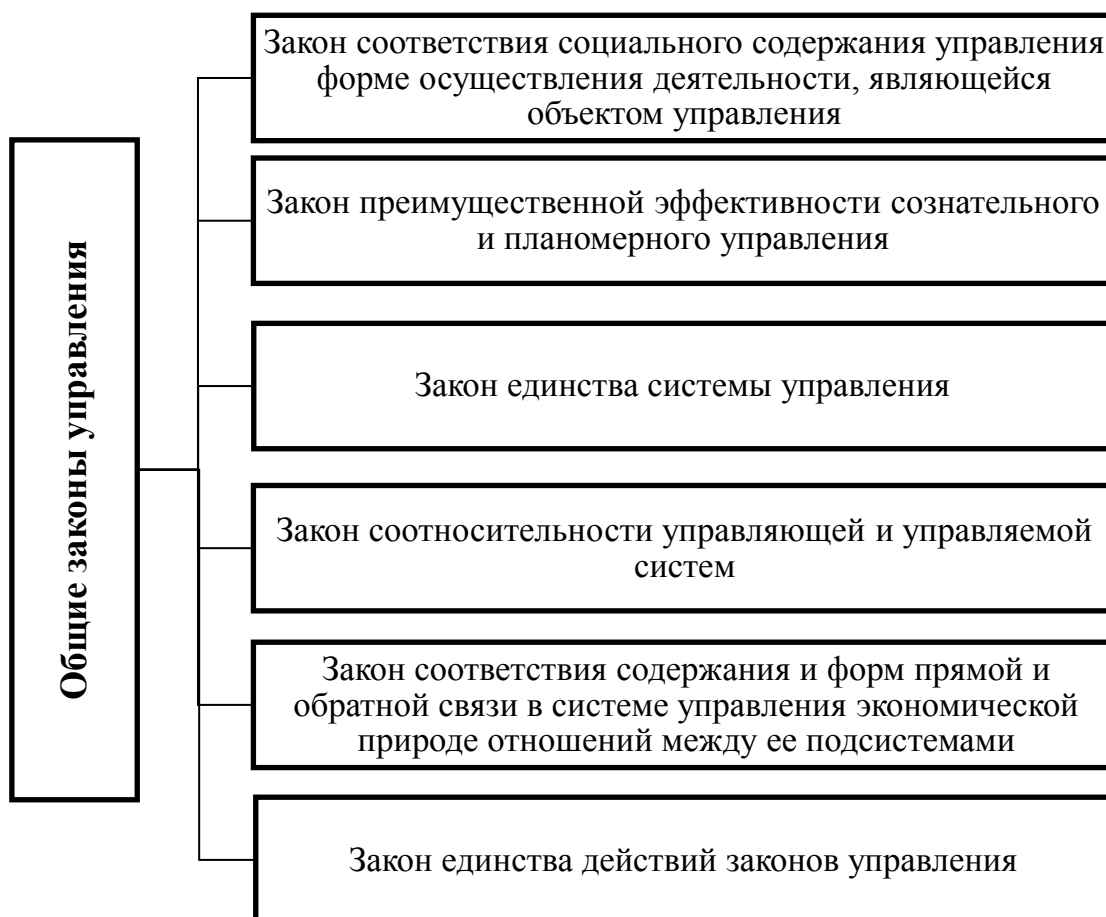 Общие законы управления
Закон соответствия социального содержания управления
форме осуществления деятельности, являющейся
объектом управления
Закон преимущественной эффективности сознательного
и планомерного управления
Закон единства системы управления
Закон соотносительности управляющей и управляемой
систем
Закон соответствия содержания и форм прямой и
обратной связи в системе управления экономической
природе отношений между ее подсистемами
Закон единства действий законов управления